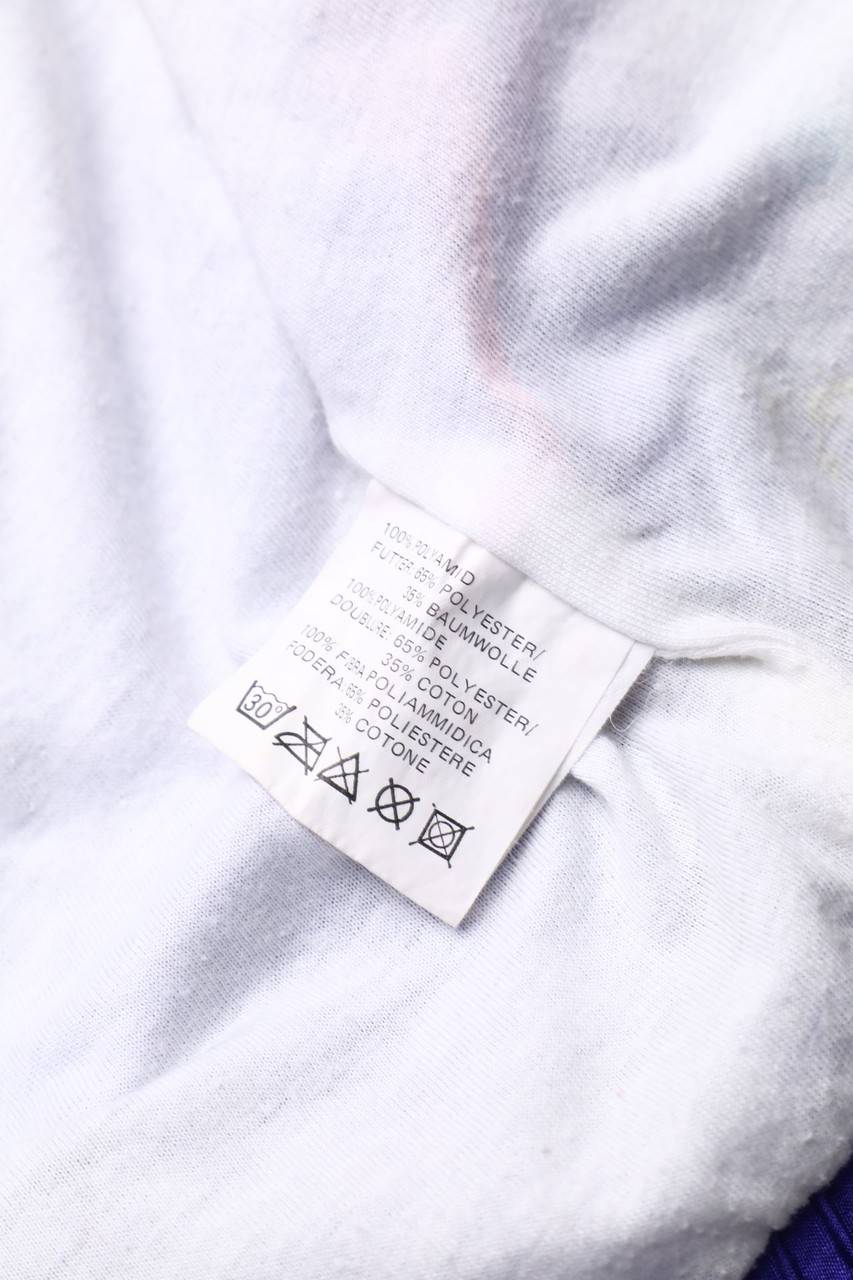 100% POLYAMID
FUTTER: 65% POLYESTER/
35% BAUMWOLLE
100% POLYAMIDE
DOUBLURE: 65% POLYESTER/
35% COTON
100% FIBRA POLIAMMIDICA
FODERA: 65% POLIESTERE
35% COTONE
30°